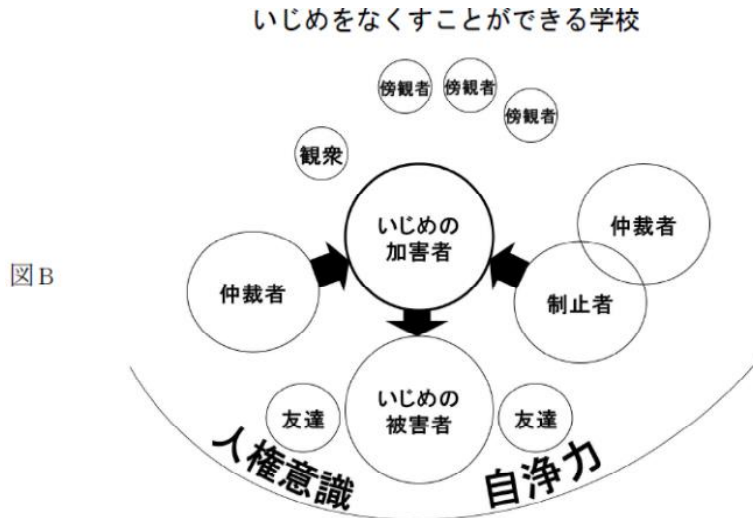 いじめをなくすことができる学校
傍観者
傍観者
傍観者
観衆
いじめの
加害者
仲裁者
図B
仲裁者
制止者
いじめの
被害者
友達
友達
人権意識
自浄力